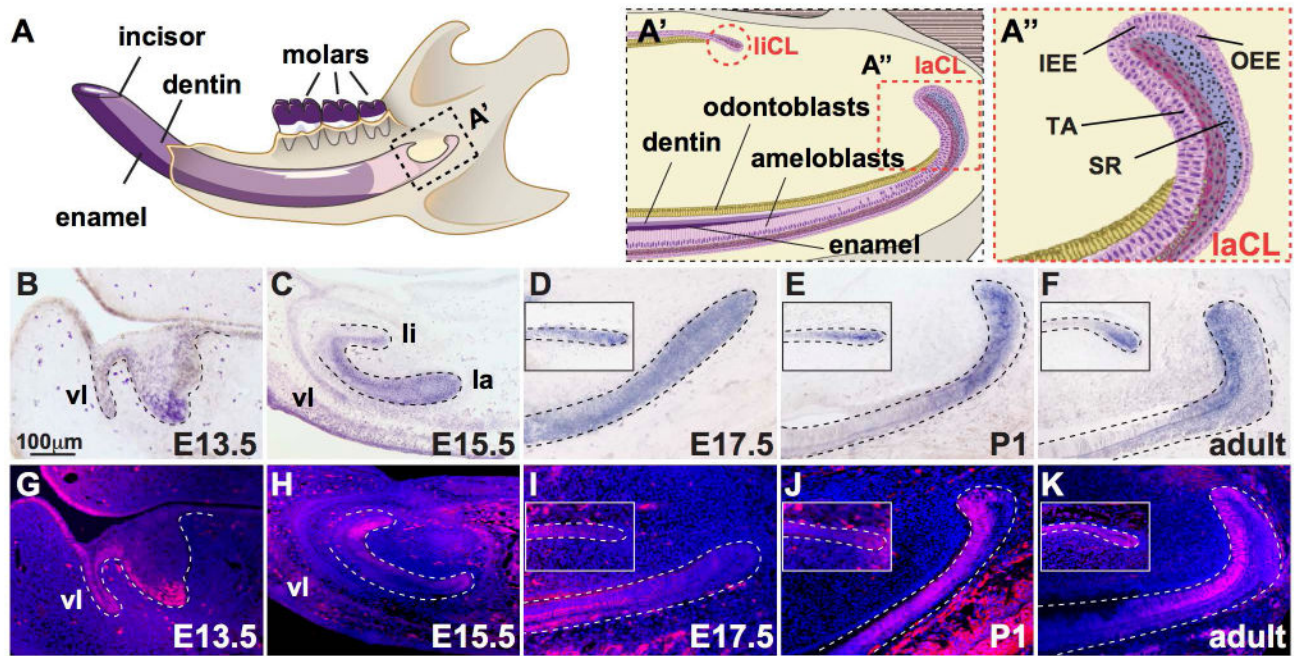 A
incisor
dentin
molars
A'
enamel
A'
liCL
A"
laCL
odontoblasts
dentin
ameloblasts
enamel
A"
IEE
OEE
TA
SR
laCL
B
vl
100μm
E13.5
C
li
la
vl
E15.5
D
E17.5
E
P1
F
adult
G
vl
E13.5
H
vl
E15.5
I
E17.5
J
P1
K
adult